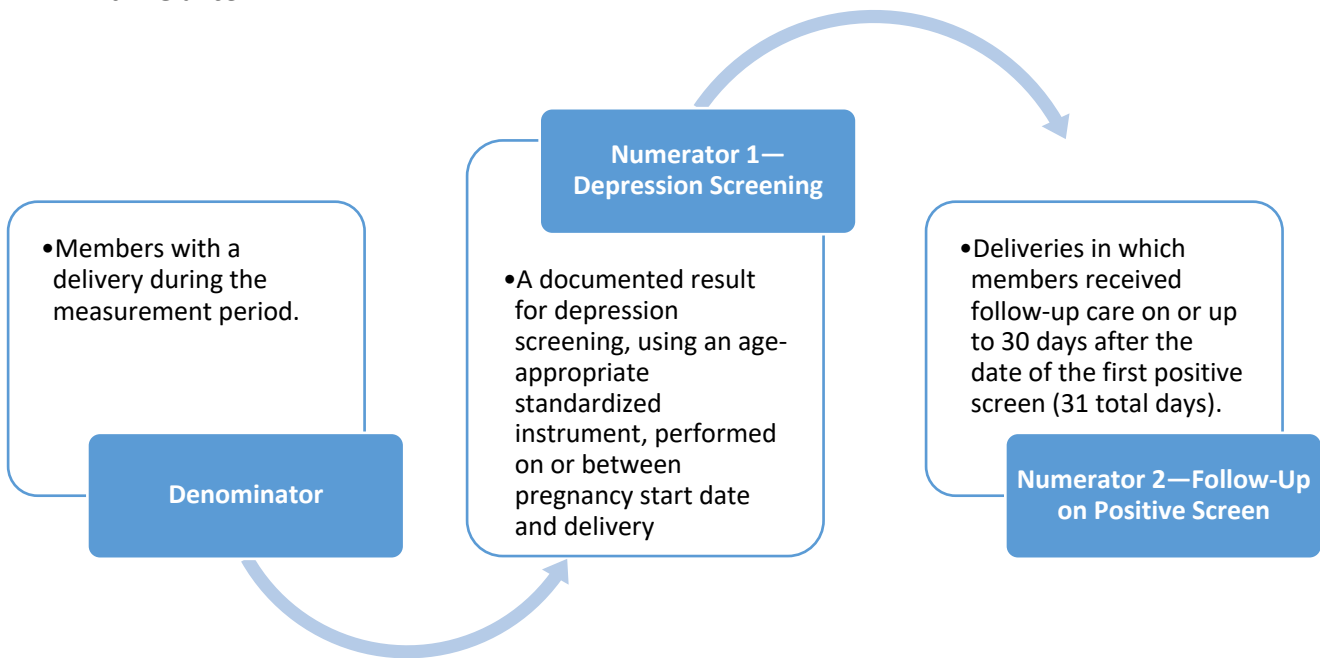 •Members with a
delivery during the
measurement period.
Denominator
Numerator 1—
Depression Screening
•A documented result
for depression
screening, using an age-
appropriate
standardized
instrument, performed
on or between
pregnancy start date
and delivery
•Deliveries in which
members received
follow-up care on or up
to 30 days after the
date of the first positive
screen (31 total days).
Numerator 2—Follow-Up
on Positive Screen